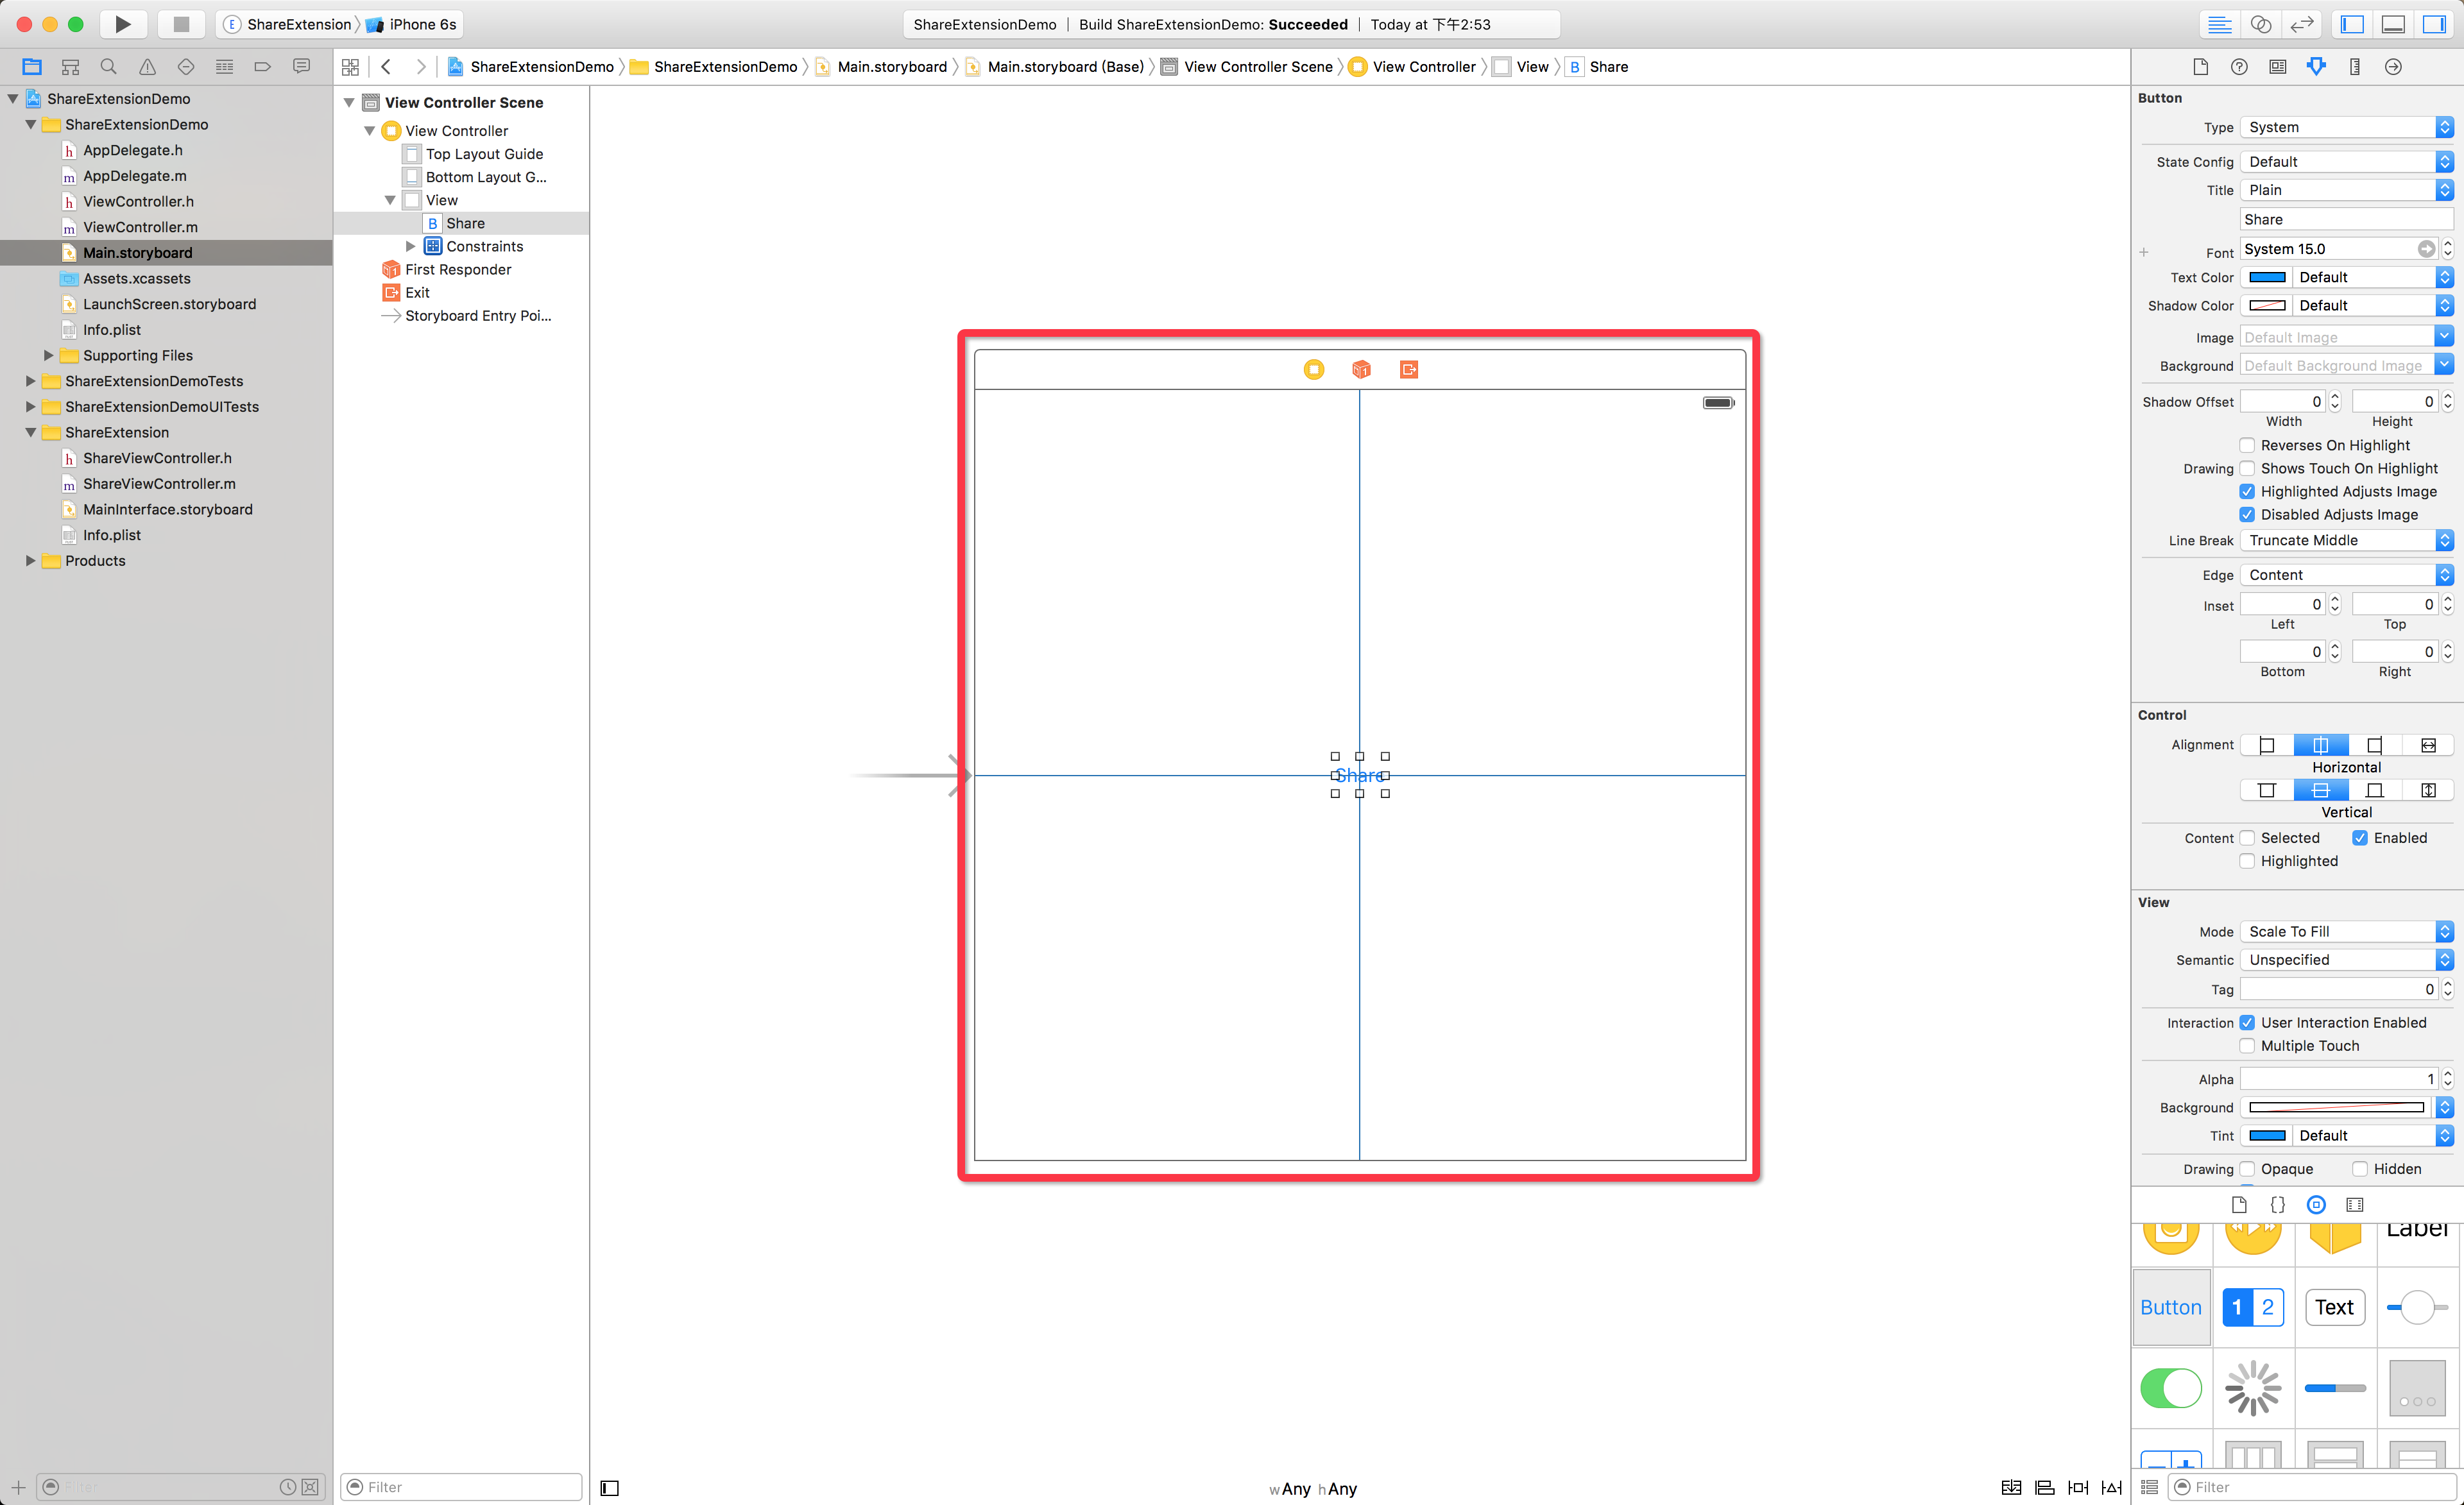 ShareExtension iPhone 6s
ShareExtensionDemo | Build ShareExtensionDemo: Succeeded | Today at 下午2:53
ShareExtensionDemo ShareExtensionDemo Main.storyboard Main.storyboard (Base) View Controller Scene View Controller View B Share
ShareExtensionDemo
ShareExtensionDemo
AppDelegate.h
AppDelegate.m
ViewController.h
ViewController.m
Main.storyboard
Assets.xcassets
LaunchScreen.storyboard
Info.plist
Supporting Files
ShareExtensionDemoTests
ShareExtensionDemoUITests
ShareExtension
ShareViewController.h
ShareViewController.m
MainInterface.storyboard
Info.plist
Products
Filter
View Controller Scene
View Controller
Top Layout Guide
Bottom Layout G...
View
B Share
Constraints
First Responder
Exit
Storyboard Entry Poi...
Filter
Share
wAny hAny
Button
Type System
State Config Default
Title Plain
Share
Font System 15.0
Text Color Default
Shadow Color Default
Image Default Image
Background Default Background Image
Shadow Offset 0 0
Width Height
Reverses On Highlight
Drawing Shows Touch On Highlight
Highlighted Adjusts Image
Disabled Adjusts Image
Line Break Truncate Middle
Edge Content
Inset 0 0
Left Top
0 0
Bottom Right
Control
Alignment
Horizontal
Vertical
Content Selected Enabled
Highlighted
View
Mode Scale To Fill
Semantic Unspecified
Tag 0
Interaction User Interaction Enabled
Multiple Touch
Alpha 1
Background
Tint Default
Drawing Opaque Hidden
Label
Button 1 2 Text
Filter